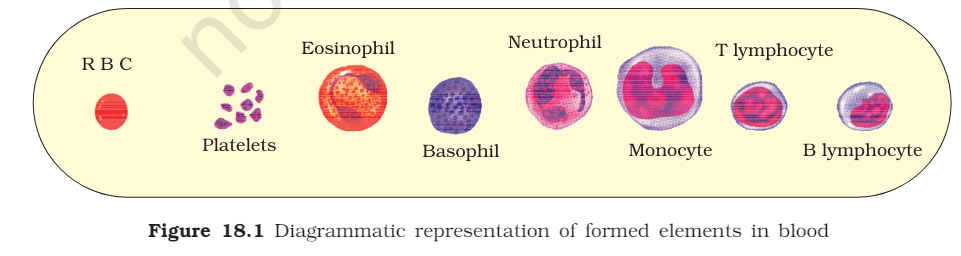 R B C
Platelets
Eosinophil
Basophil
Neutrophil
Monocyte
T lymphocyte
B lymphocyte
Figure 18.1 Diagrammatic representation of formed elements in blood